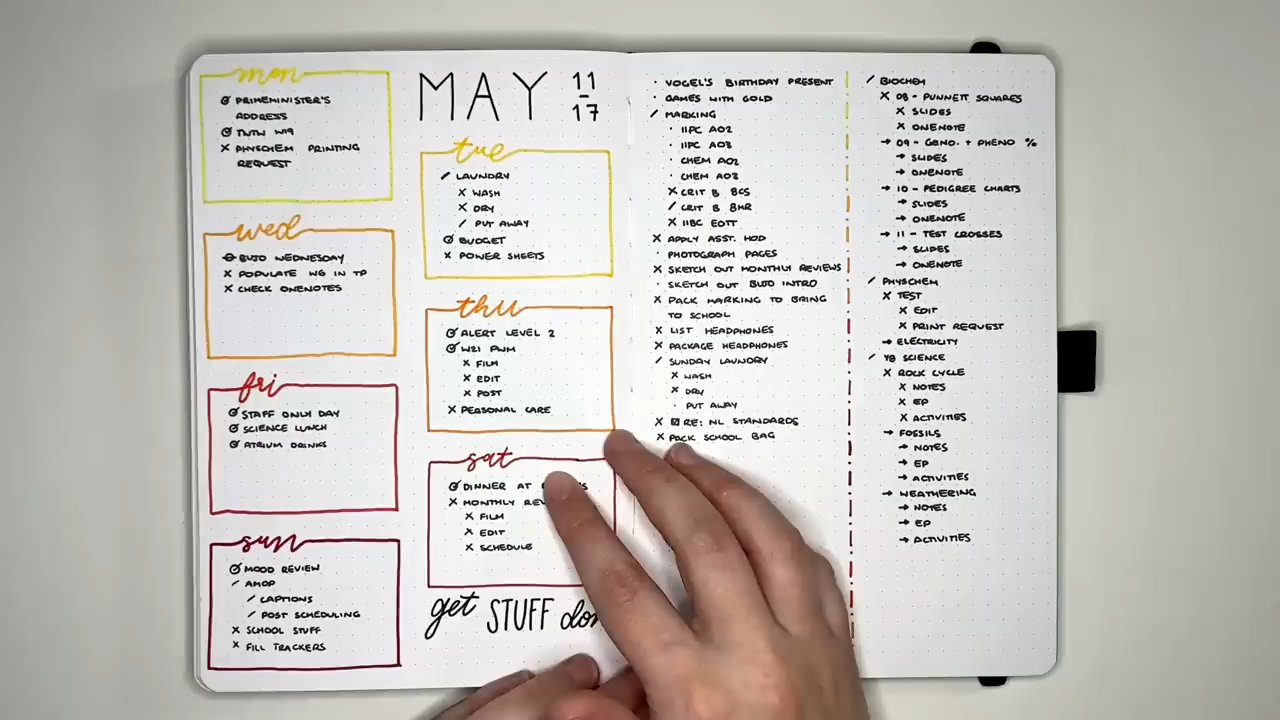 mon
PRIMEMINISTER'S
ADDRESS
TWTW W19
PHYSCHEM PRINTING
REQUEST
MAY 11 - 17
tue
LAUNDRY
WASH
DRY
PUT AWAY
BUDGET
POWER SHEETS
wed
BUJO WEDNESDAY
POPULATE WG IN TP
CHECK ONENOTES
thu
ALERT LEVEL 2
W21 PWM
FILM
EDIT
POST
PERSONAL CARE
fri
STAFF ONLY DAY
SCIENCE LUNCH
ATRIUM DRINKS
sat
DINNER AT
MONTHLY
FILM
EDIT
SCHEDULE
sun
MOOD REVIEW
AMOP
CAPTIONS
POST SCHEDULING
SCHOOL STUFF
FILL TRACKERS
get STUFF
VOGEL'S BIRTHDAY PRESENT
GAMES WITH GOLD
MARKING
11PC AO2
11PC AO3
CHEM AO2
CHEM AO3
CRIT B 8CS
CRIT B 8HR
11BC EOTT
APPLY ASST. HOD
PHOTOGRAPH PAGES
SKETCH OUT MONTHLY REVIEWS
SKETCH OUT BUJO INTRO
PACK MARKING TO BRING
TO SCHOOL
LIST HEADPHONES
PACKAGE HEADPHONES
SUNDAY LAUNDRY
WASH
DRY
PUT AWAY
RE: NL STANDARDS
PACK SCHOOL BAG
BIOCHEM
08 - PUNNETT SQUARES
SLIDES
ONENOTE
09 - GENO. + PHENO %
SLIDES
ONENOTE
10 - PEDIGREE CHARTS
SLIDES
ONENOTE
11 - TEST CROSSES
SLIDES
ONENOTE
PHYSCHEM
TEST
EDIT
PRINT REQUEST
ELECTRICITY
Y8 SCIENCE
ROCK CYCLE
NOTES
EP
ACTIVITIES
FOSSILS
NOTES
EP
ACTIVITIES
WEATHERING
NOTES
EP
ACTIVITIES